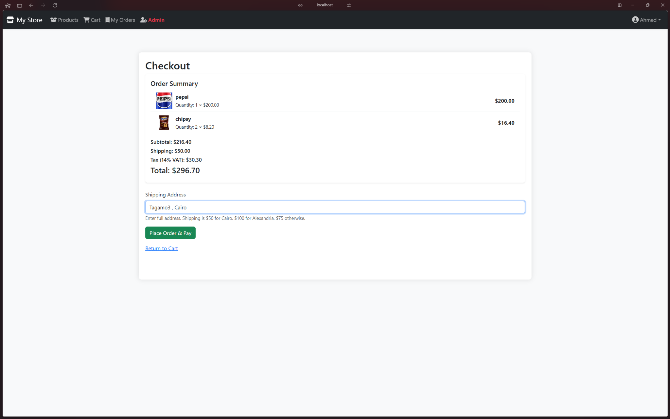 localhost
My Store Products Cart My Orders Admin Ahmed
Checkout
Order Summary
PEPSI
pepsi
Quantity: 1 × $200.00
$200.00
chipsy
Quantity: 2 × $8.20
$16.40
Subtotal: $216.40
Shipping: $50.00
Tax (14% VAT): $30.30
Total: $296.70
Shipping Address
Tagamo3 , Cairo
Enter full address. Shipping is $50 for Cairo, $100 for Alexandria, $75 otherwise.
Place Order & Pay
Return to Cart